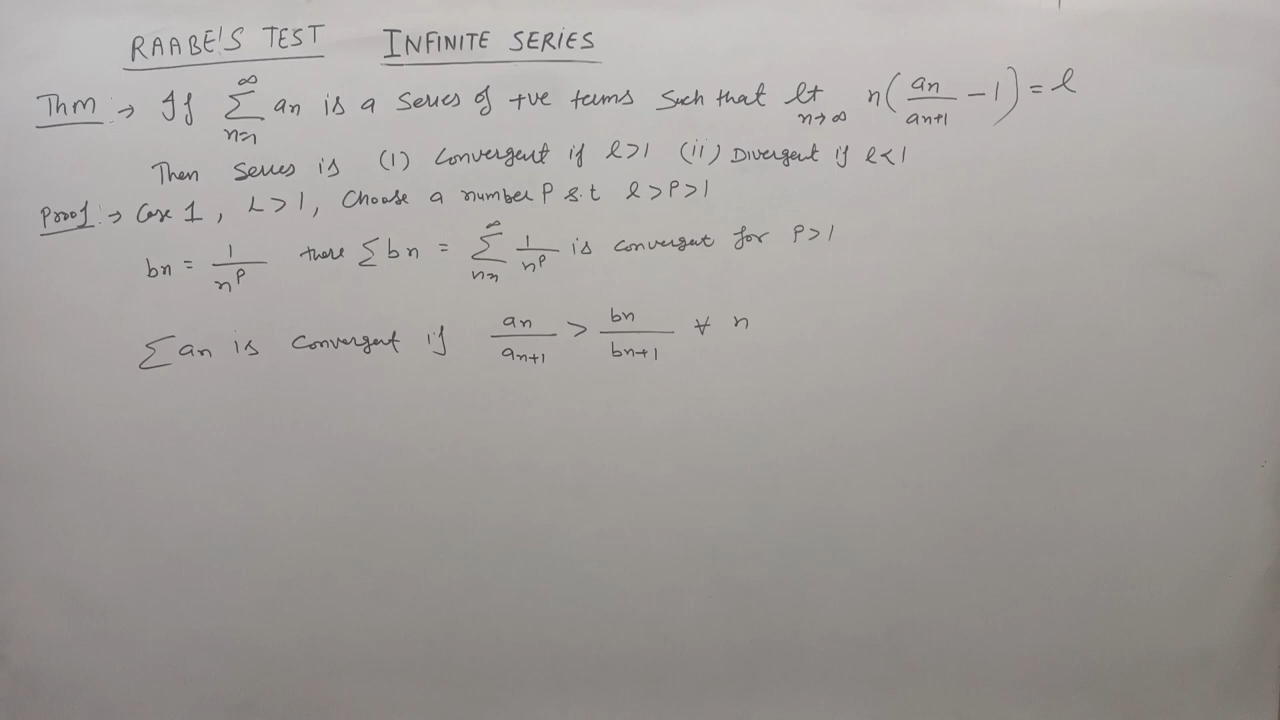 RAABE'S TEST INFINITE SERIES
Thm :→ If ∞∑n=1 an is a series of +ve terms such that lt n→∞ n(an/an+1 − 1) = l
Then series is (i) convergent if l>1 (ii) Divergent if l<1
Proof :→ Case 1, L>1, Choose a number P s.t l>P>1
bn = 1/n^P there ∑bn = ∞∑n=1 1/n^P is convergent for P>1
∑an is convergent if an/an+1 > bn/bn+1 ∀ n